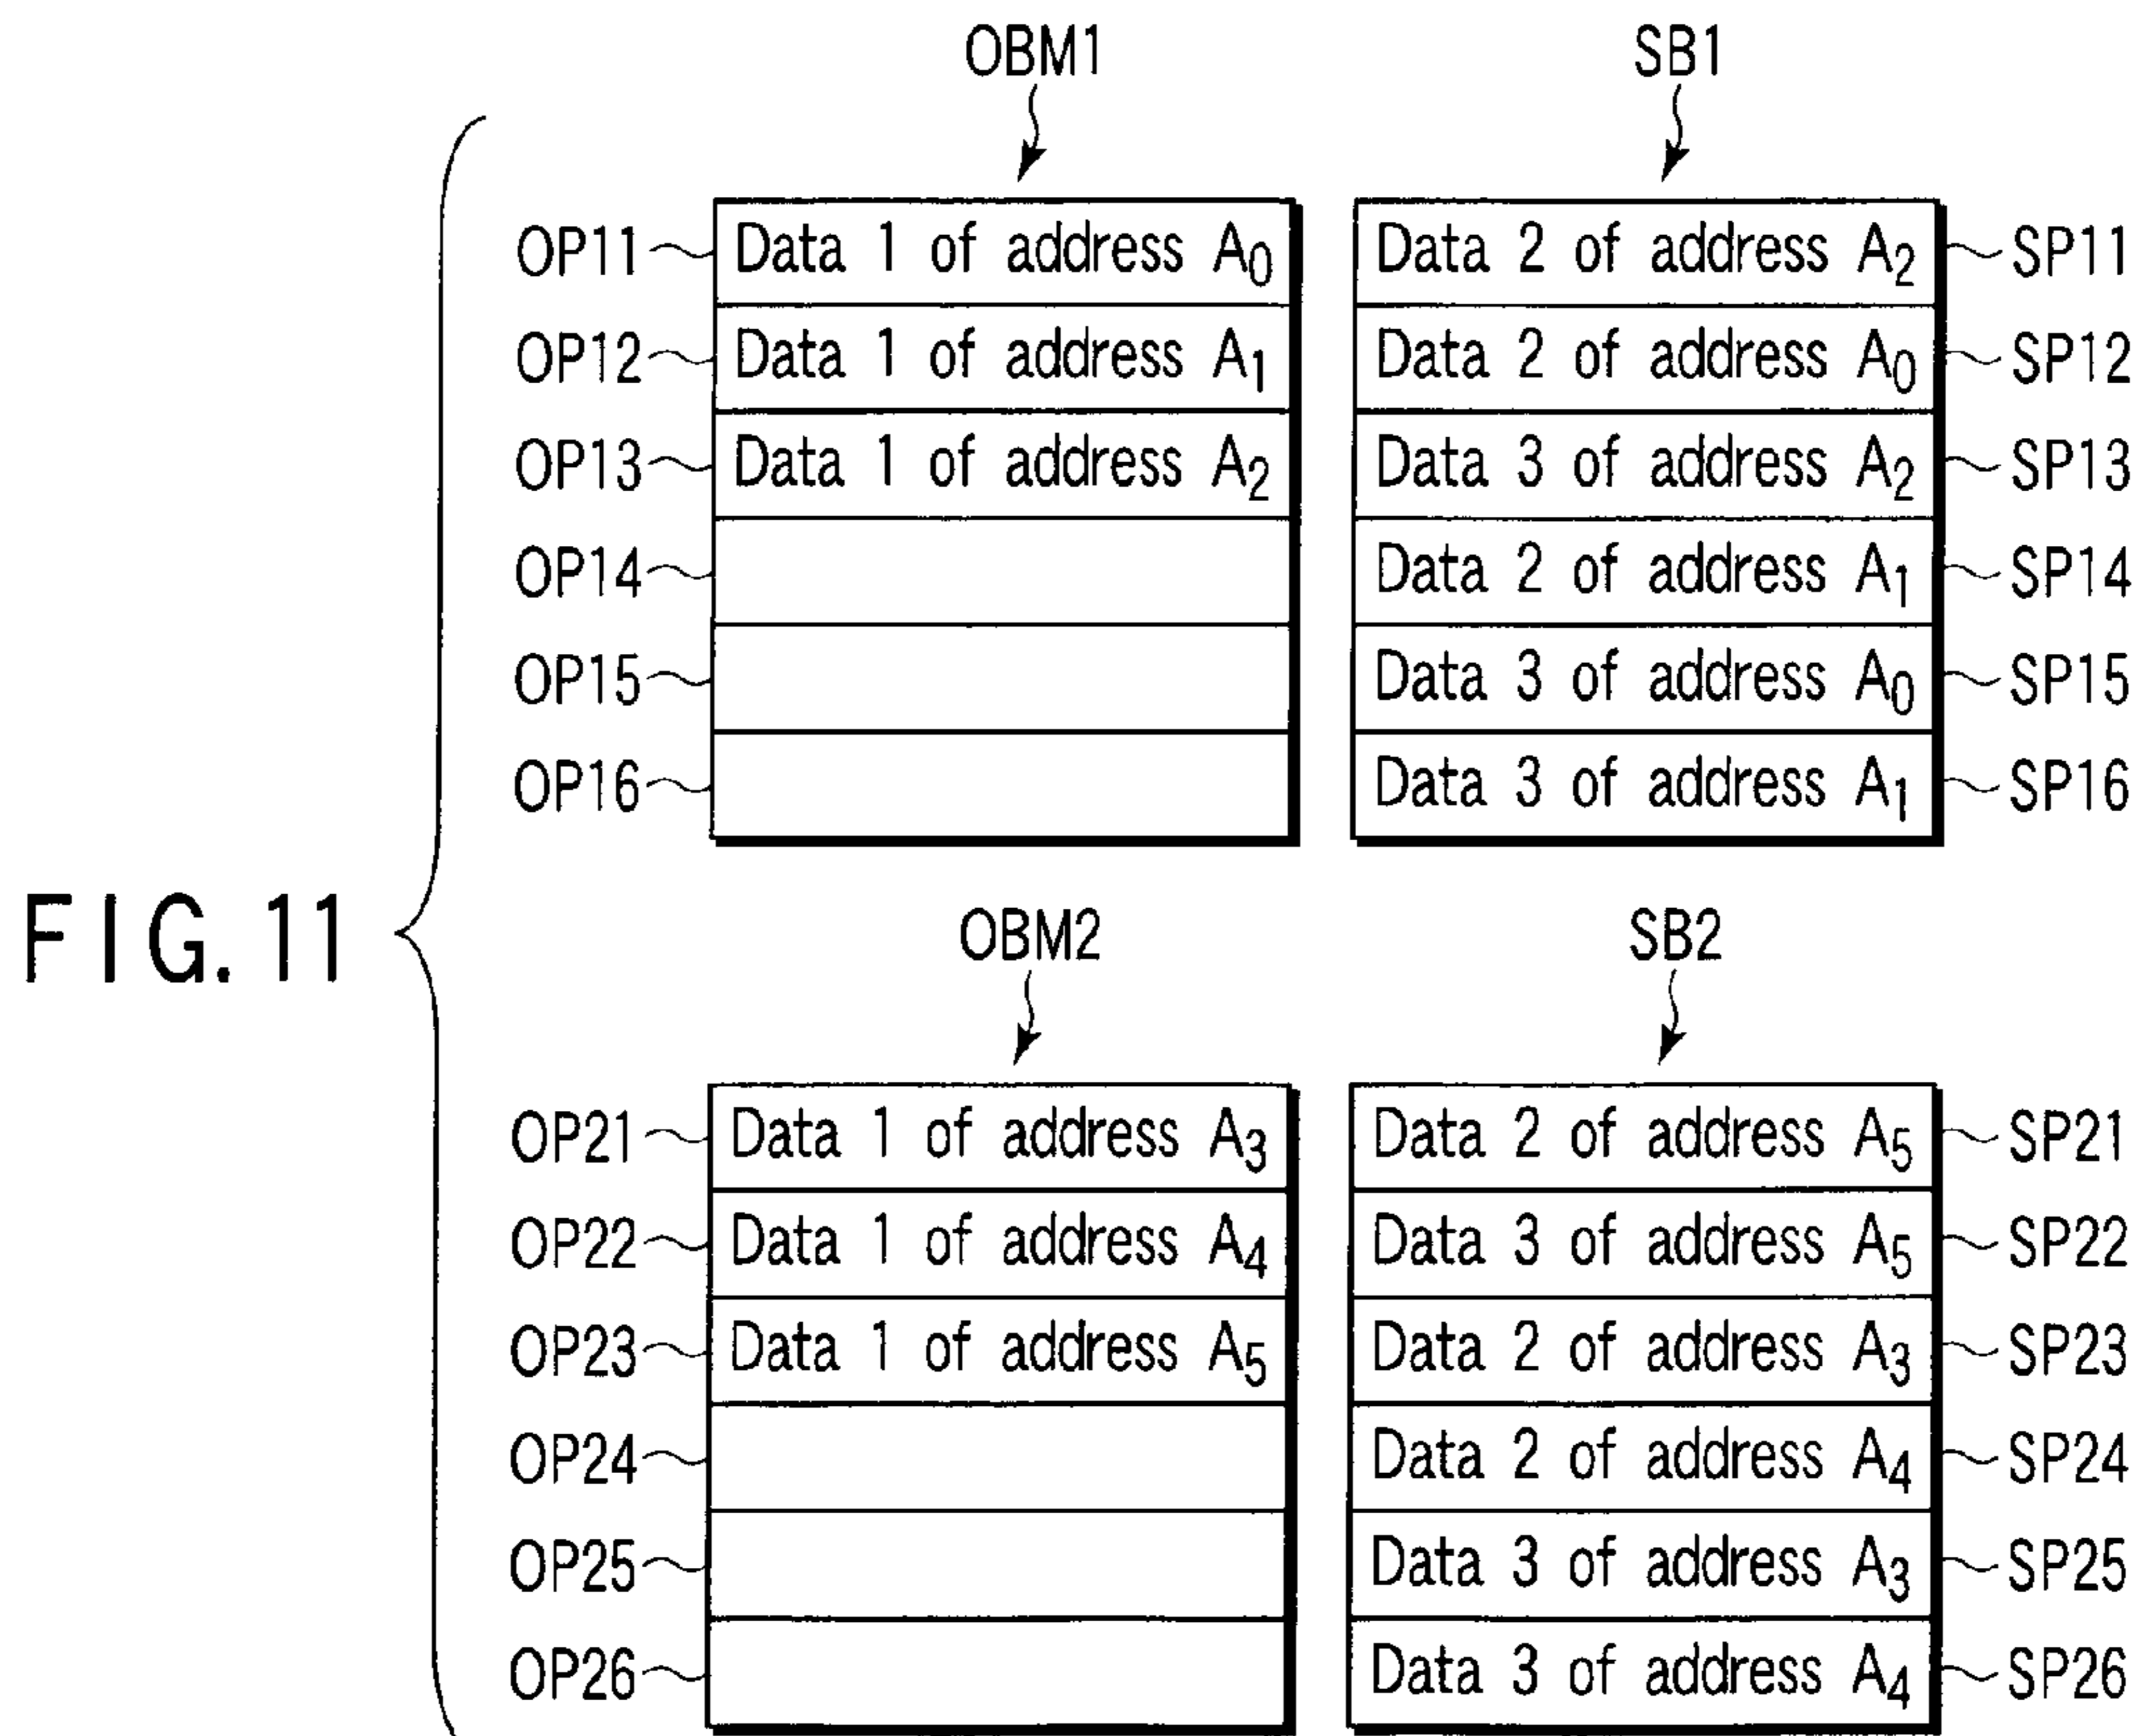 OBM1 SB1
OP11 Data 1 of address A₀ Data 2 of address A₂ SP11
OP12 Data 1 of address A₁ Data 2 of address A₀ SP12
OP13 Data 1 of address A₂ Data 3 of address A₂ SP13
OP14 Data 2 of address A₁ SP14
OP15 Data 3 of address A₀ SP15
OP16 Data 3 of address A₁ SP16
FIG. 11
OBM2 SB2
OP21 Data 1 of address A₃ Data 2 of address A₅ SP21
OP22 Data 1 of address A₄ Data 3 of address A₅ SP22
OP23 Data 1 of address A₅ Data 2 of address A₃ SP23
OP24 Data 2 of address A₄ SP24
OP25 Data 3 of address A₃ SP25
OP26 Data 3 of address A₄ SP26